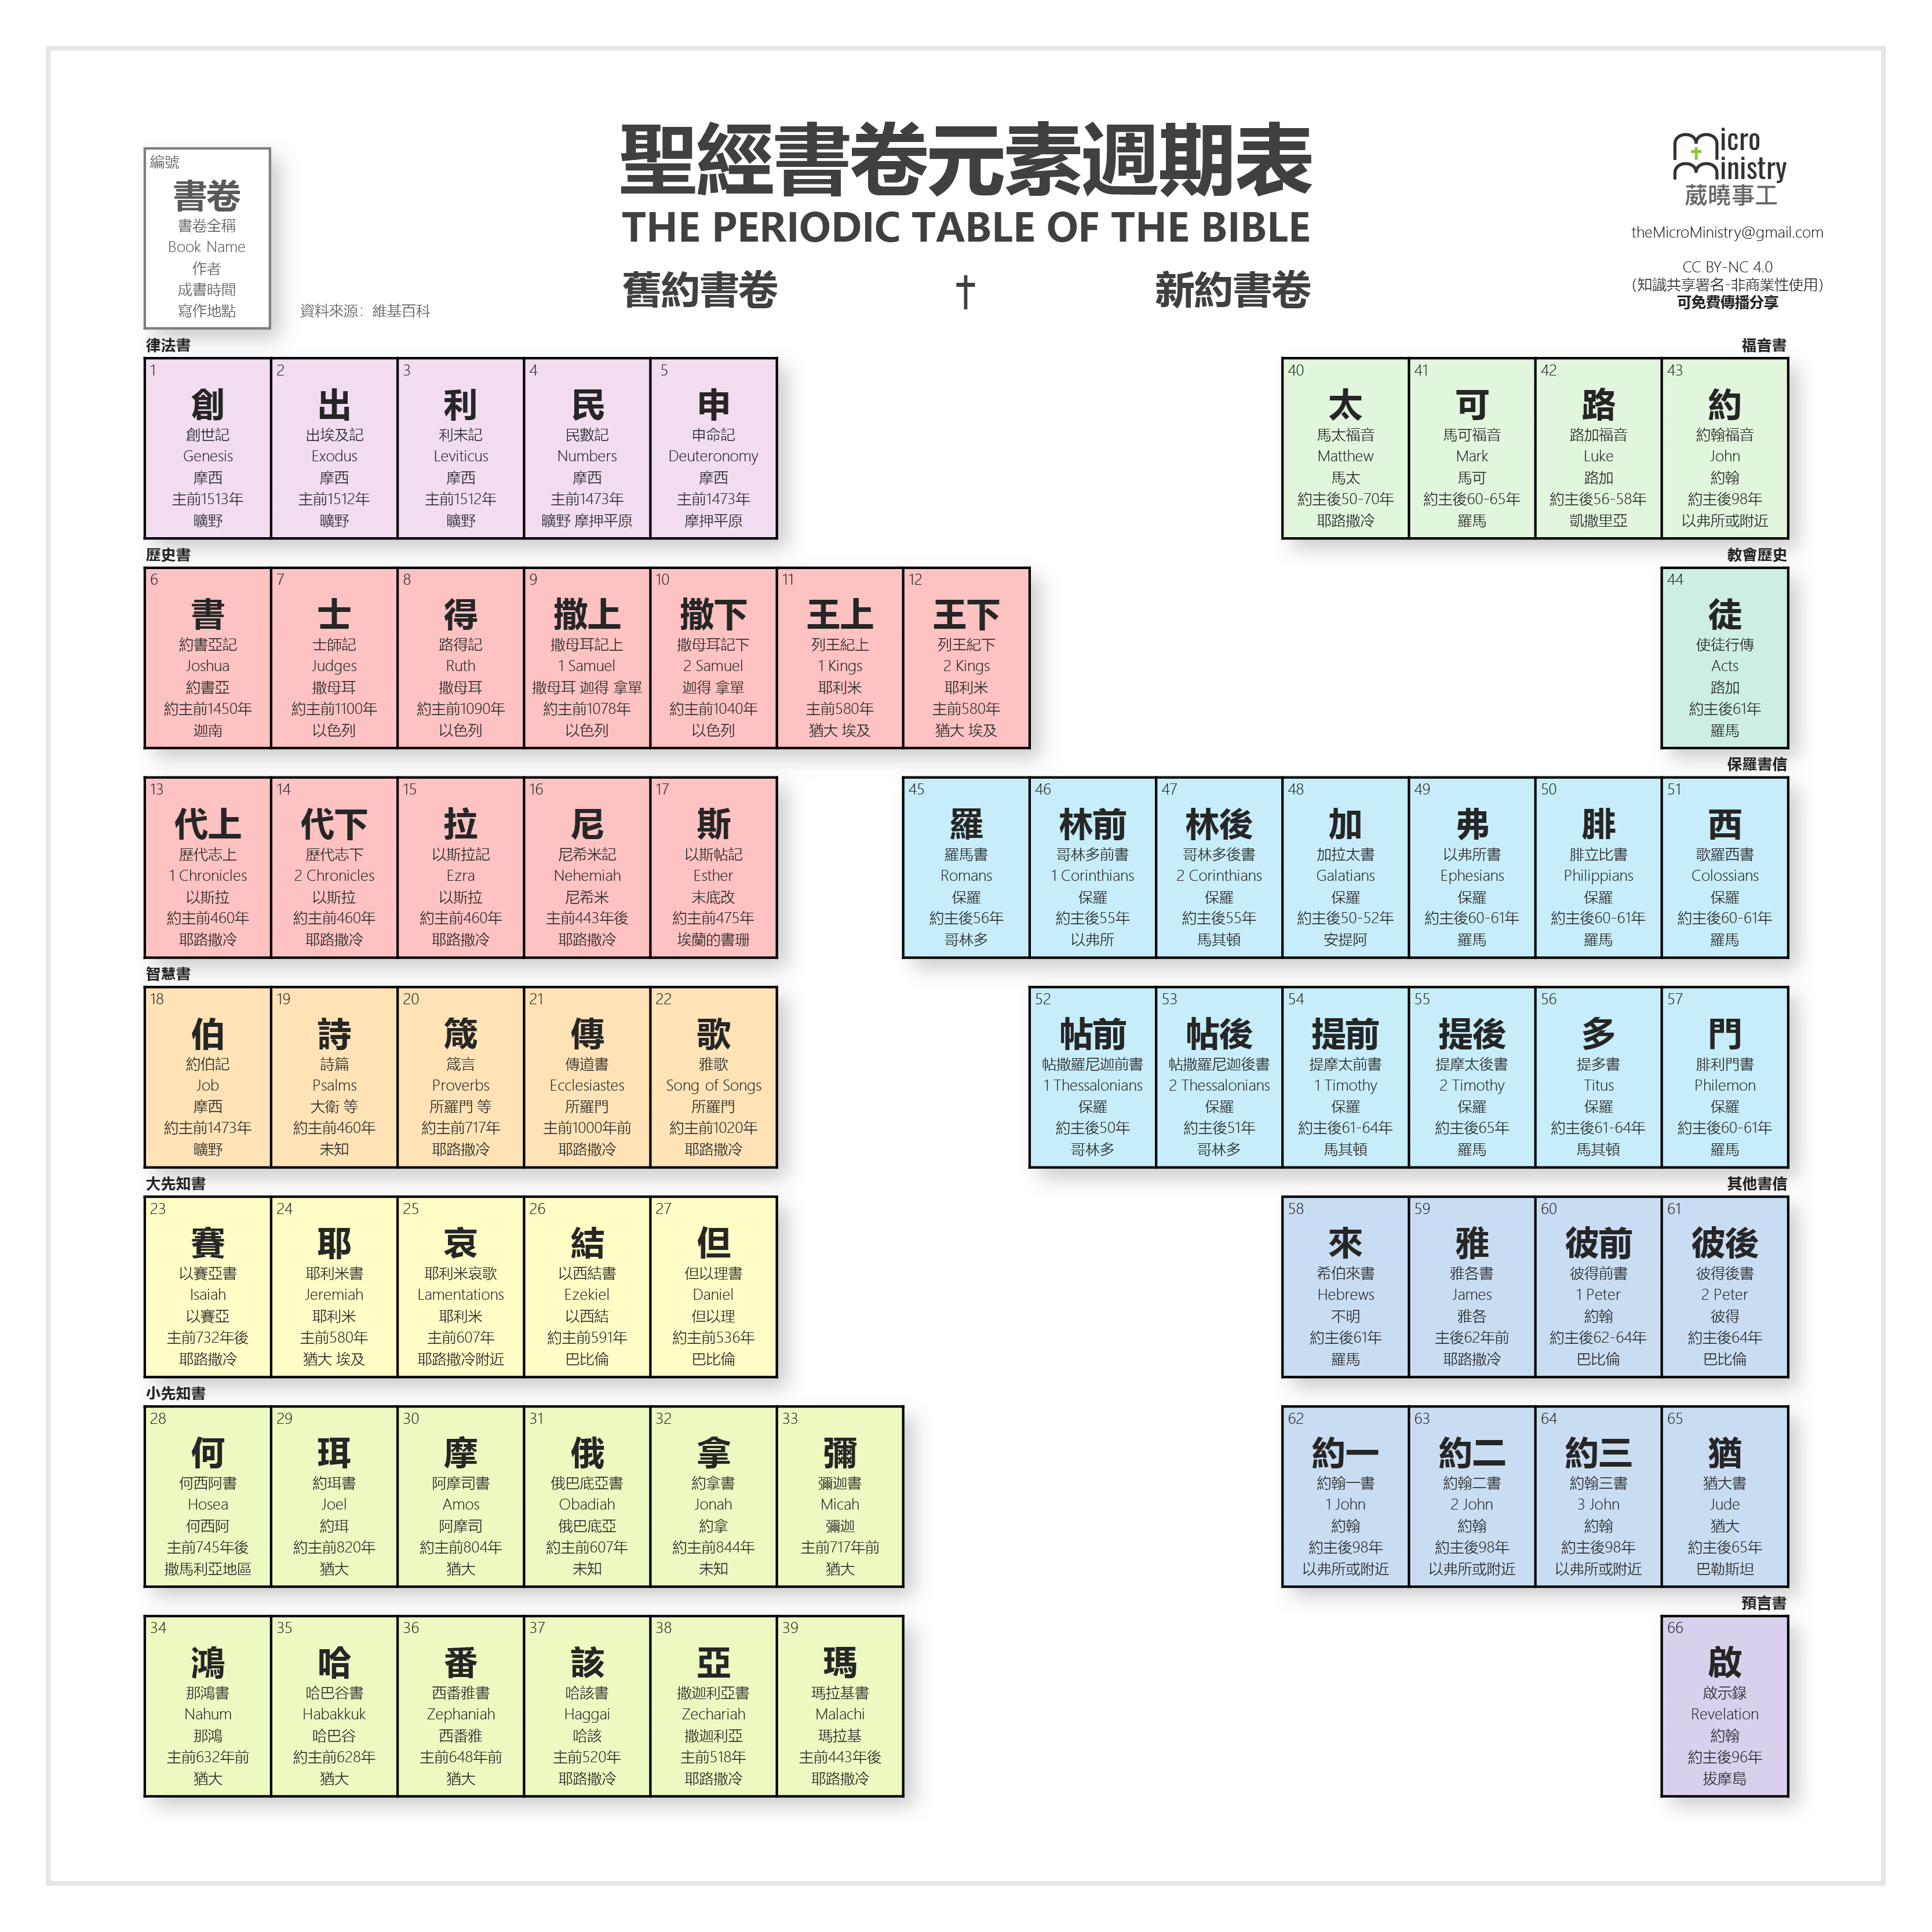 編號
書卷
書卷全稱
Book Name
作者
成書時間
寫作地點
資料來源：維基百科
聖經書卷元素週期表
THE PERIODIC TABLE OF THE BIBLE
舊約書卷 † 新約書卷
Micro
Ministry
葳曉事工
theMicroMinistry@gmail.com
CC BY-NC 4.0
(知識共享署名-非商業性使用)
可免費傳播分享
律法書
1
創
創世記
Genesis
摩西
主前1513年
曠野
2
出
出埃及記
Exodus
摩西
主前1512年
曠野
3
利
利未記
Leviticus
摩西
主前1512年
曠野
4
民
民數記
Numbers
摩西
主前1473年
曠野 摩押平原
5
申
申命記
Deuteronomy
摩西
主前1473年
摩押平原
福音書
40
太
馬太福音
Matthew
馬太
約主後50-70年
耶路撒冷
41
可
馬可福音
Mark
馬可
約主後60-65年
羅馬
42
路
路加福音
Luke
路加
約主後56-58年
凱撒里亞
43
約
約翰福音
John
約翰
約主後98年
以弗所或附近
歷史書
6
書
約書亞記
Joshua
約書亞
約主前1450年
迦南
7
士
士師記
Judges
撒母耳
約主前1100年
以色列
8
得
路得記
Ruth
撒母耳
約主前1090年
以色列
9
撒上
撒母耳記上
1 Samuel
撒母耳 迦得 拿單
約主前1078年
以色列
10
撒下
撒母耳記下
2 Samuel
迦得 拿單
約主前1040年
以色列
11
王上
列王紀上
1 Kings
耶利米
主前580年
猶大 埃及
12
王下
列王紀下
2 Kings
耶利米
主前580年
猶大 埃及
教會歷史
44
徒
使徒行傳
Acts
路加
約主後61年
羅馬
13
代上
歷代志上
1 Chronicles
以斯拉
約主前460年
耶路撒冷
14
代下
歷代志下
2 Chronicles
以斯拉
約主前460年
耶路撒冷
15
拉
以斯拉記
Ezra
以斯拉
約主前460年
耶路撒冷
16
尼
尼希米記
Nehemiah
尼希米
主前443年後
耶路撒冷
17
斯
以斯帖記
Esther
末底改
約主前475年
埃蘭的書珊
保羅書信
45
羅
羅馬書
Romans
保羅
約主後56年
哥林多
46
林前
哥林多前書
1 Corinthians
保羅
約主後55年
以弗所
47
林後
哥林多後書
2 Corinthians
保羅
約主後55年
馬其頓
48
加
加拉太書
Galatians
保羅
約主後50-52年
安提阿
49
弗
以弗所書
Ephesians
保羅
約主後60-61年
羅馬
50
腓
腓立比書
Philippians
保羅
約主後60-61年
羅馬
51
西
歌羅西書
Colossians
保羅
約主後60-61年
羅馬
智慧書
18
伯
約伯記
Job
摩西
約主前1473年
曠野
19
詩
詩篇
Psalms
大衛 等
約主前460年
未知
20
箴
箴言
Proverbs
所羅門 等
約主前717年
耶路撒冷
21
傳
傳道書
Ecclesiastes
所羅門
主前1000年前
耶路撒冷
22
歌
雅歌
Song of Songs
所羅門
約主前1020年
耶路撒冷
52
帖前
帖撒羅尼迦前書
1 Thessalonians
保羅
約主後50年
哥林多
53
帖後
帖撒羅尼迦後書
2 Thessalonians
保羅
約主後51年
哥林多
54
提前
提摩太前書
1 Timothy
保羅
約主後61-64年
馬其頓
55
提後
提摩太後書
2 Timothy
保羅
約主後65年
羅馬
56
多
提多書
Titus
保羅
約主後61-64年
馬其頓
57
門
腓利門書
Philemon
保羅
約主後60-61年
羅馬
大先知書
23
賽
以賽亞書
Isaiah
以賽亞
主前732年後
耶路撒冷
24
耶
耶利米書
Jeremiah
耶利米
主前580年
猶大 埃及
25
哀
耶利米哀歌
Lamentations
耶利米
主前607年
耶路撒冷附近
26
結
以西結書
Ezekiel
以西結
約主前591年
巴比倫
27
但
但以理書
Daniel
但以理
約主前536年
巴比倫
其他書信
58
來
希伯來書
Hebrews
不明
約主後61年
羅馬
59
雅
雅各書
James
雅各
主後62年前
耶路撒冷
60
彼前
彼得前書
1 Peter
約翰
約主後62-64年
巴比倫
61
彼後
彼得後書
2 Peter
彼得
約主後64年
巴比倫
小先知書
28
何
何西阿書
Hosea
何西阿
主前745年後
撒馬利亞地區
29
珥
約珥書
Joel
約珥
約主前820年
猶大
30
摩
阿摩司書
Amos
阿摩司
約主前804年
猶大
31
俄
俄巴底亞書
Obadiah
俄巴底亞
約主前607年
未知
32
拿
約拿書
Jonah
約拿
約主前844年
未知
33
彌
彌迦書
Micah
彌迦
主前717年前
猶大
62
約一
約翰一書
1 John
約翰
約主後98年
以弗所或附近
63
約二
約翰二書
2 John
約翰
約主後98年
以弗所或附近
64
約三
約翰三書
3 John
約翰
約主後98年
以弗所或附近
65
猶
猶大書
Jude
猶大
約主後65年
巴勒斯坦
34
鴻
那鴻書
Nahum
那鴻
主前632年前
猶大
35
哈
哈巴谷書
Habakkuk
哈巴谷
約主前628年
猶大
36
番
西番雅書
Zephaniah
西番雅
主前648年前
猶大
37
該
哈該書
Haggai
哈該
主前520年
耶路撒冷
38
亞
撒迦利亞書
Zechariah
撒迦利亞
主前518年
耶路撒冷
39
瑪
瑪拉基書
Malachi
瑪拉基
主前443年後
耶路撒冷
預言書
66
啟
啟示錄
Revelation
約翰
約主後96年
拔摩島